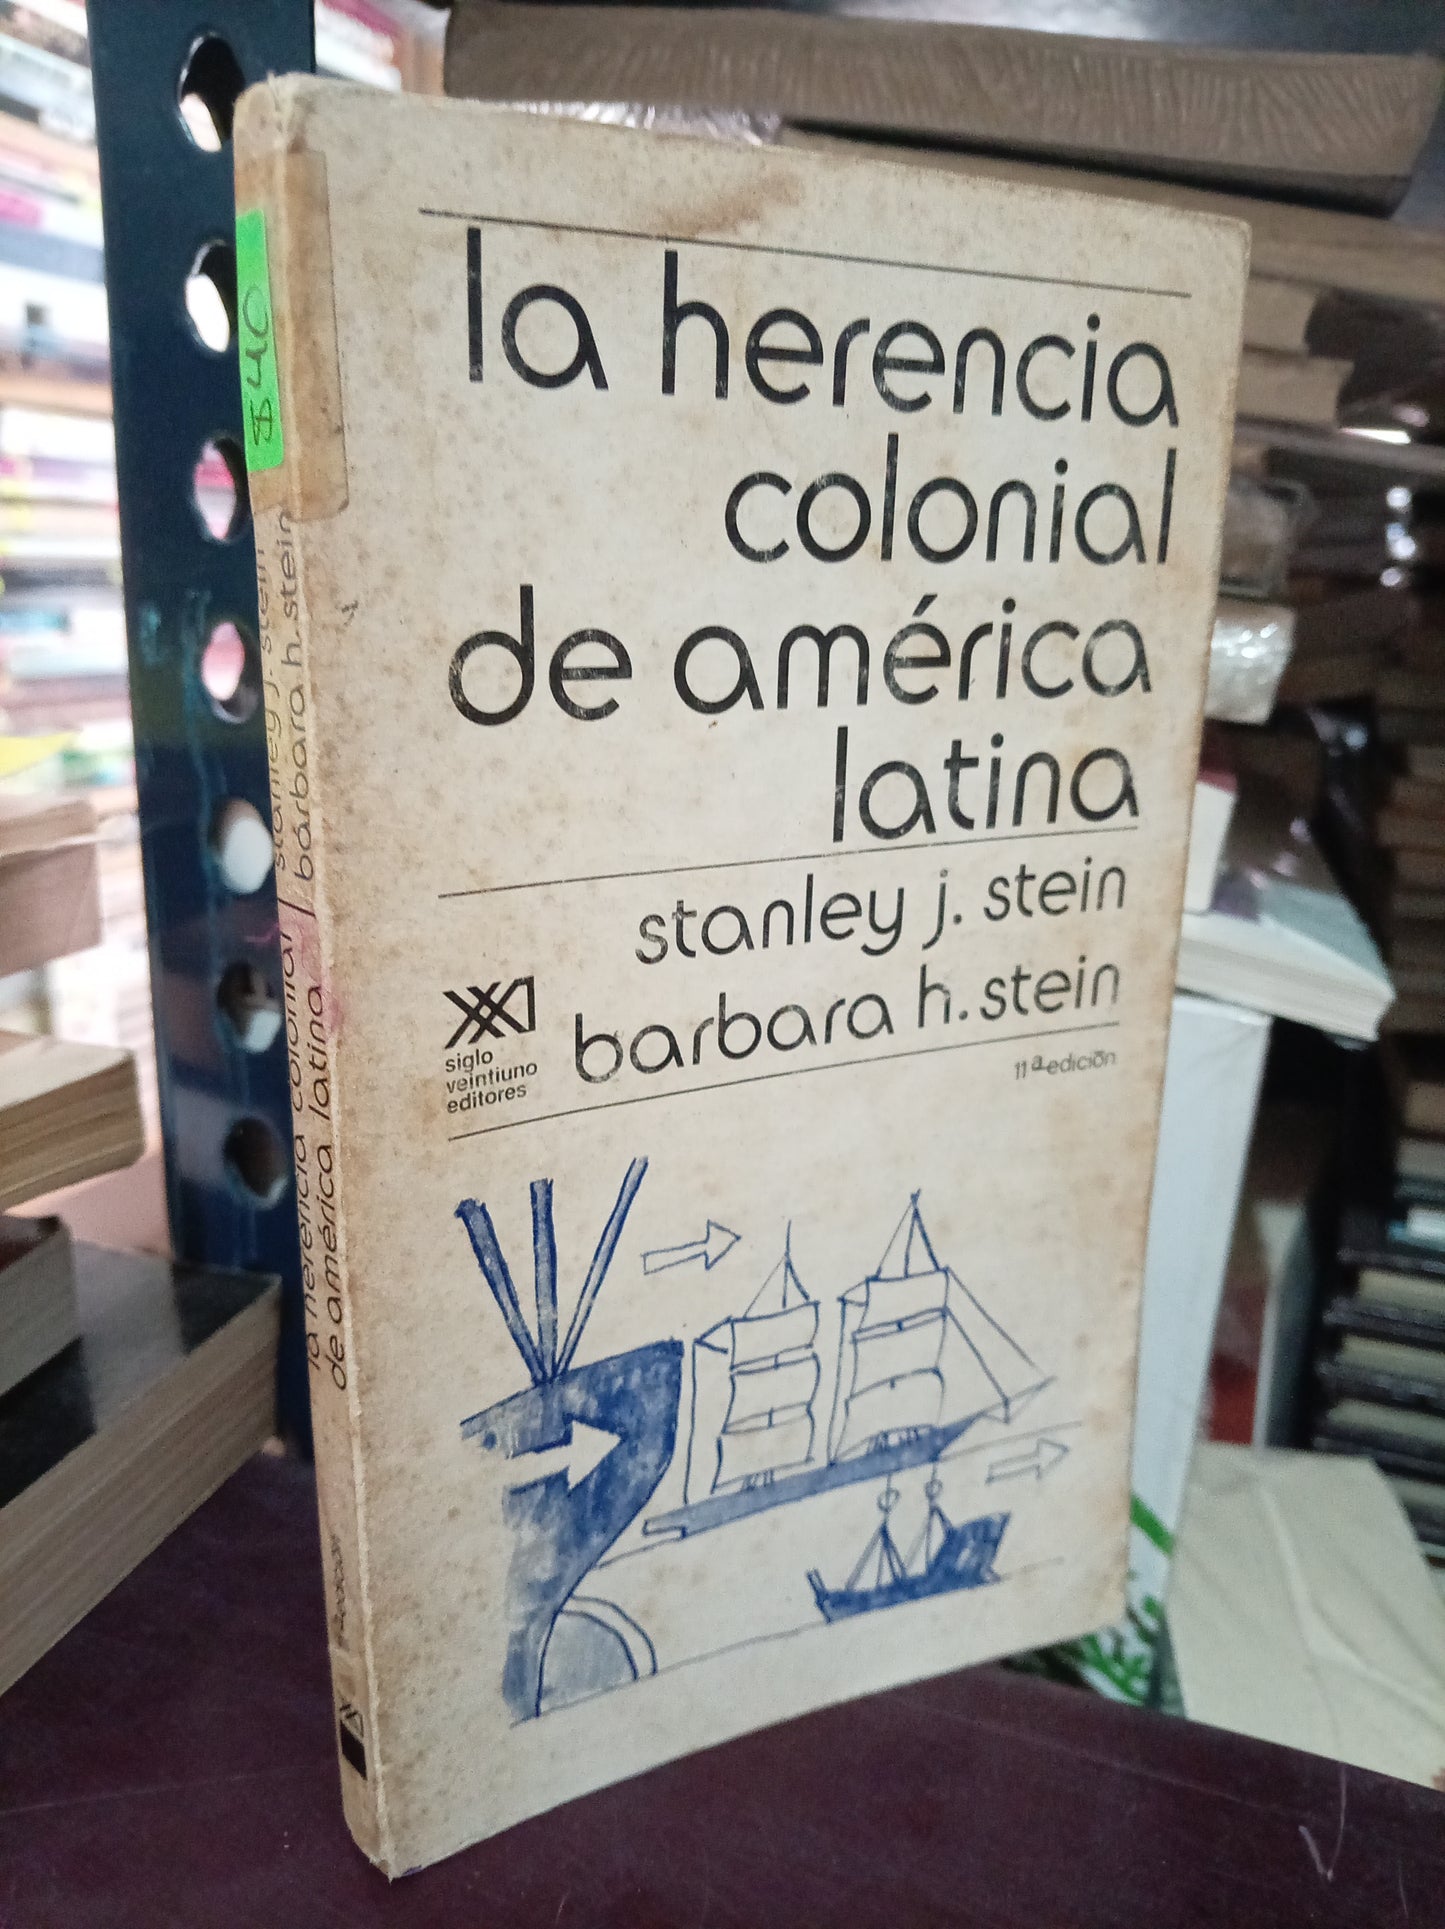 la herencia
colonial
de américa
latina
stanley j. stein
barbara h. stein
11ª edición
siglo
veintiuno
editores
$40
la herencia colonial
de américa latina
stanley j. stein
barbara h. stein